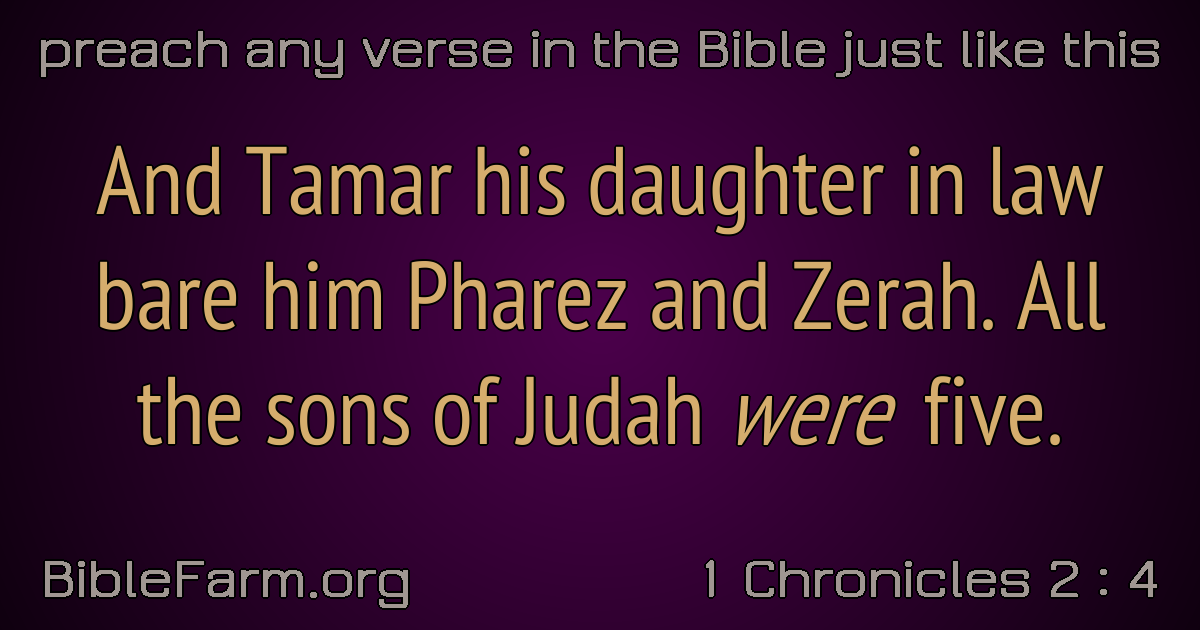 preach any verse in the Bible just like this
And Tamar his daughter in law
bare him Pharez and Zerah. All
the sons of Judah were five.
BibleFarm.org
1 Chronicles 2 : 4